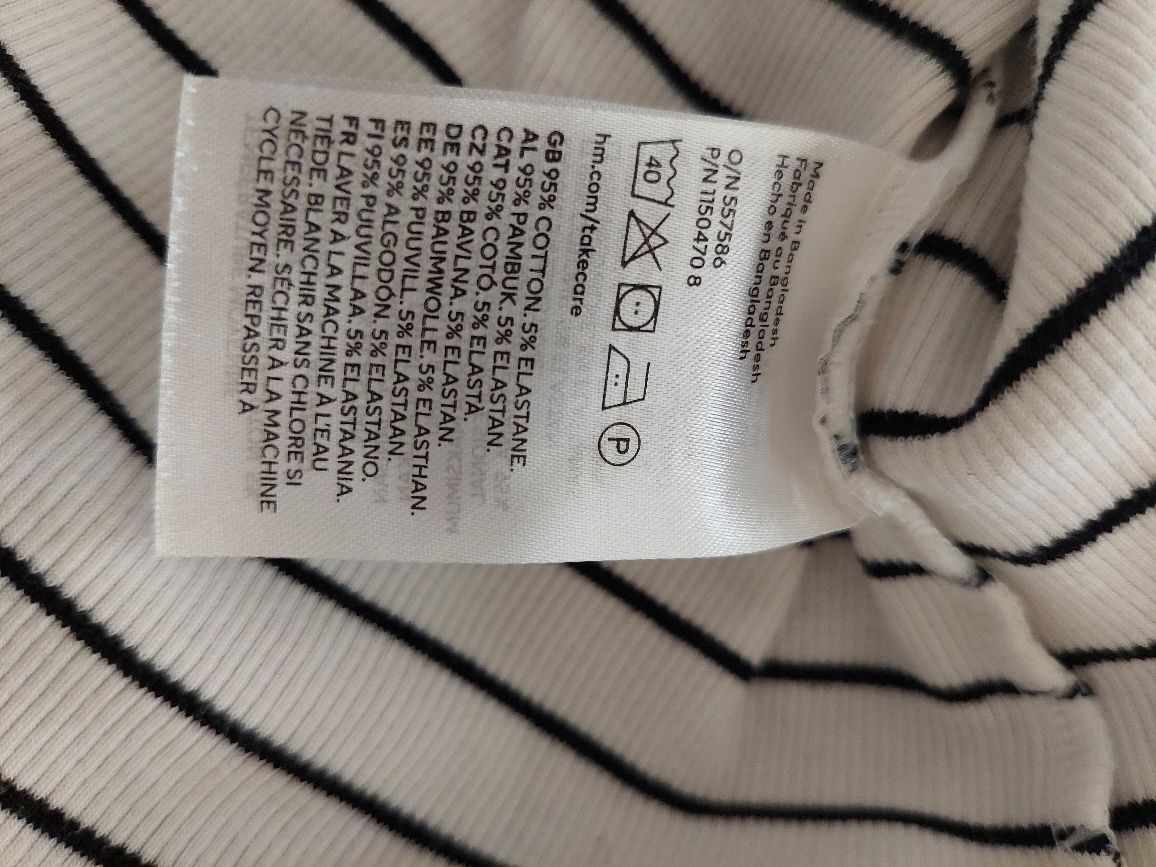 Made in Bangladesh
Fabriqué au Bangladesh
Hecho en Bangladesh
O/N 557586
P/N 1150470 8
40
P
hm.com/takecare
GB 95% COTTON. 5% ELASTANE.
AL 95% PAMBUK. 5% ELASTAN.
CAT 95% COTÓ. 5% ELASTÀ.
CZ 95% BAVLNA. 5% ELASTAN.
DE 95% BAUMWOLLE. 5% ELASTHAN.
EE 95% PUUVILL. 5% ELASTAAN.
ES 95% ALGODÓN. 5% ELASTANO.
FI 95% PUUVILLAA. 5% ELASTAANIA.
FR LAVER À LA MACHINE À L'EAU
TIÈDE. BLANCHIR SANS CHLORE SI
NÉCESSAIRE. SÉCHER À LA MACHINE
CYCLE MOYEN. REPASSER À